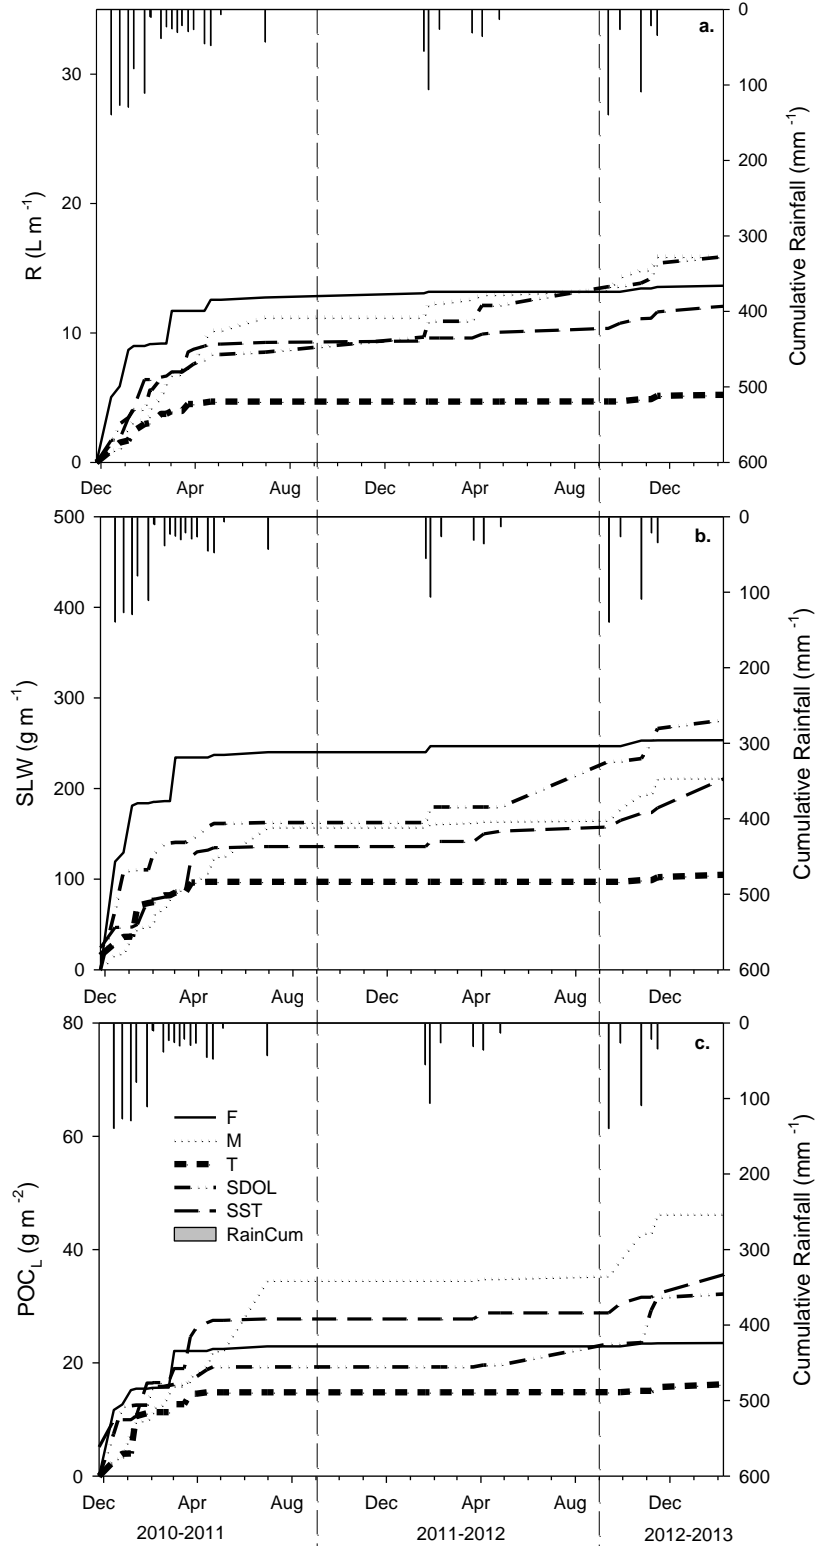 a.
0
100
200
300
400
500
600
30
20
10
0
R (L m -1)
Cumulative Rainfall (mm -1)
Dec Apr Aug Dec Apr Aug Dec
b.
500
400
300
200
100
0
0
100
200
300
400
500
600
SLW (g m -1)
Cumulative Rainfall (mm -1)
Dec Apr Aug Dec Apr Aug Dec
c.
80
60
40
20
0
0
100
200
300
400
500
600
POCL (g m -2)
Cumulative Rainfall (mm -1)
F
M
T
SDOL
SST
RainCum
Dec Apr Aug Dec Apr Aug Dec
2010-2011 2011-2012 2012-2013